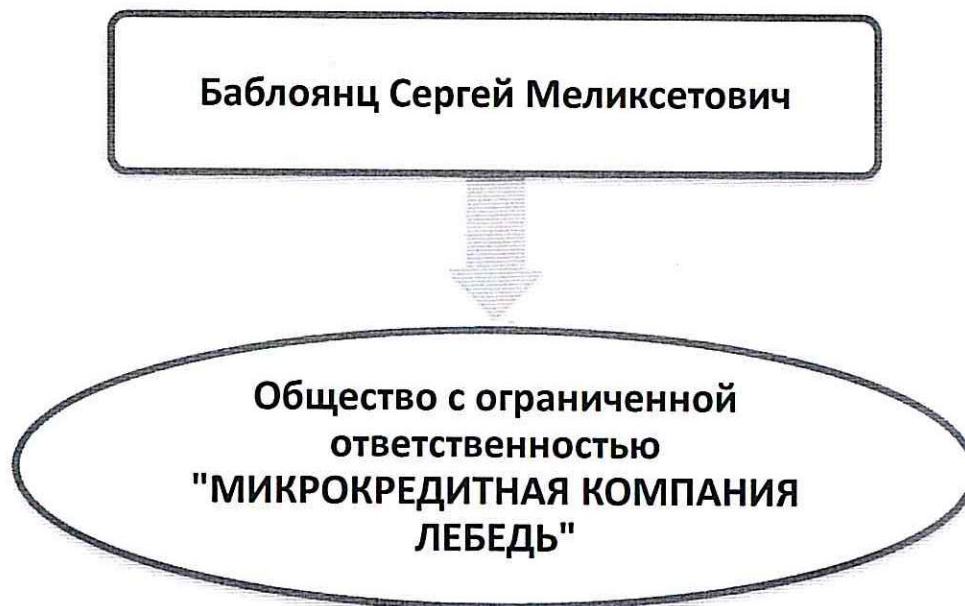 Баблоянц Сергей Меликсетович
Общество с ограниченной
ответственностью
"МИКРОКРЕДИТНАЯ КОМПАНИЯ
ЛЕБЕДЬ"